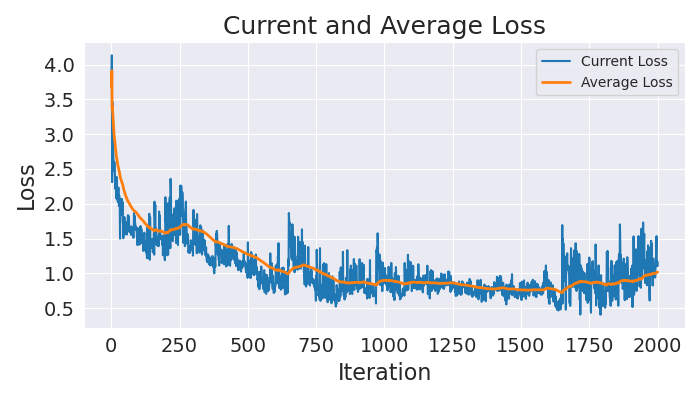 Current and Average Loss
Current Loss
Average Loss
4.0
3.5
3.0
2.5
2.0
1.5
1.0
0.5
Loss
0 250 500 750 1000 1250 1500 1750 2000
Iteration